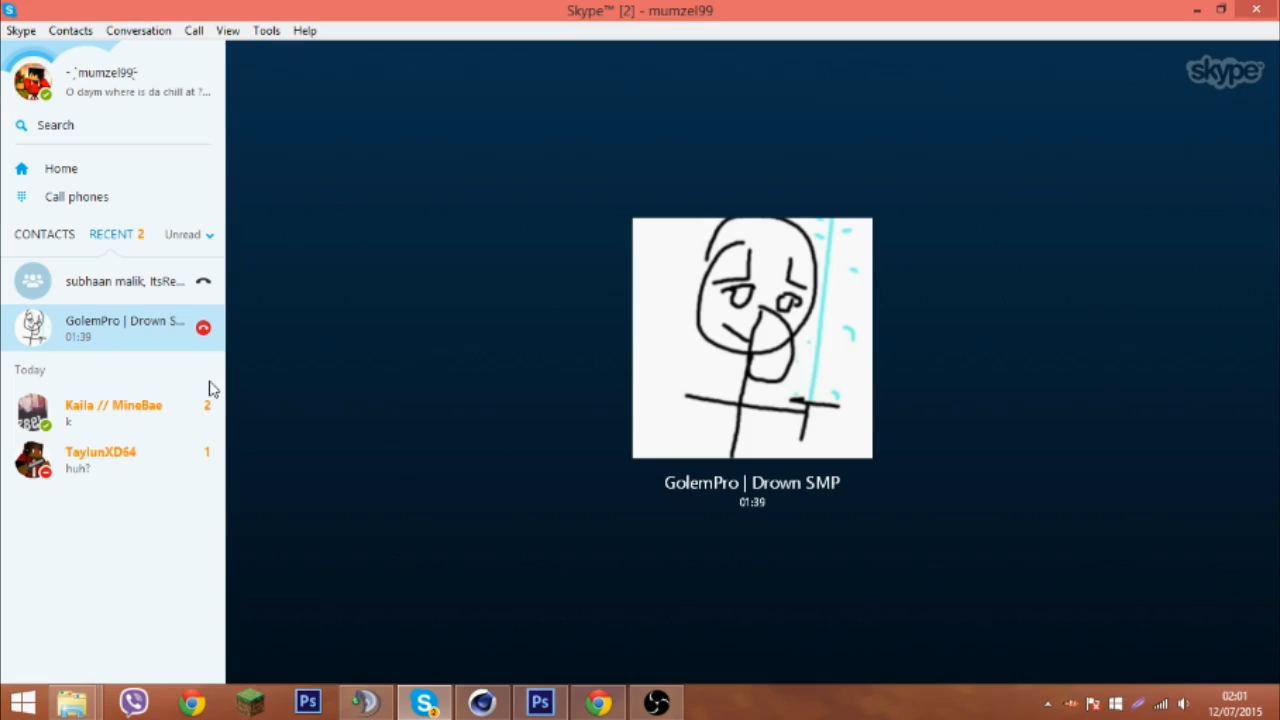 Skype™ [2] - mumzel99
Skype Contacts Conversation Call View Tools Help
O daym where is da chill at ?...
skype
Search
Home
Call phones
CONTACTS RECENT 2 Unread
subhaan malik, ItsRe...
GolemPro | Drown S...
01:39
Today
Kaila // MineBae 2
k
TaylunXD64 1
huh?
GolemPro | Drown SMP
01:39
Ps
Ps
02:01
12/07/2015